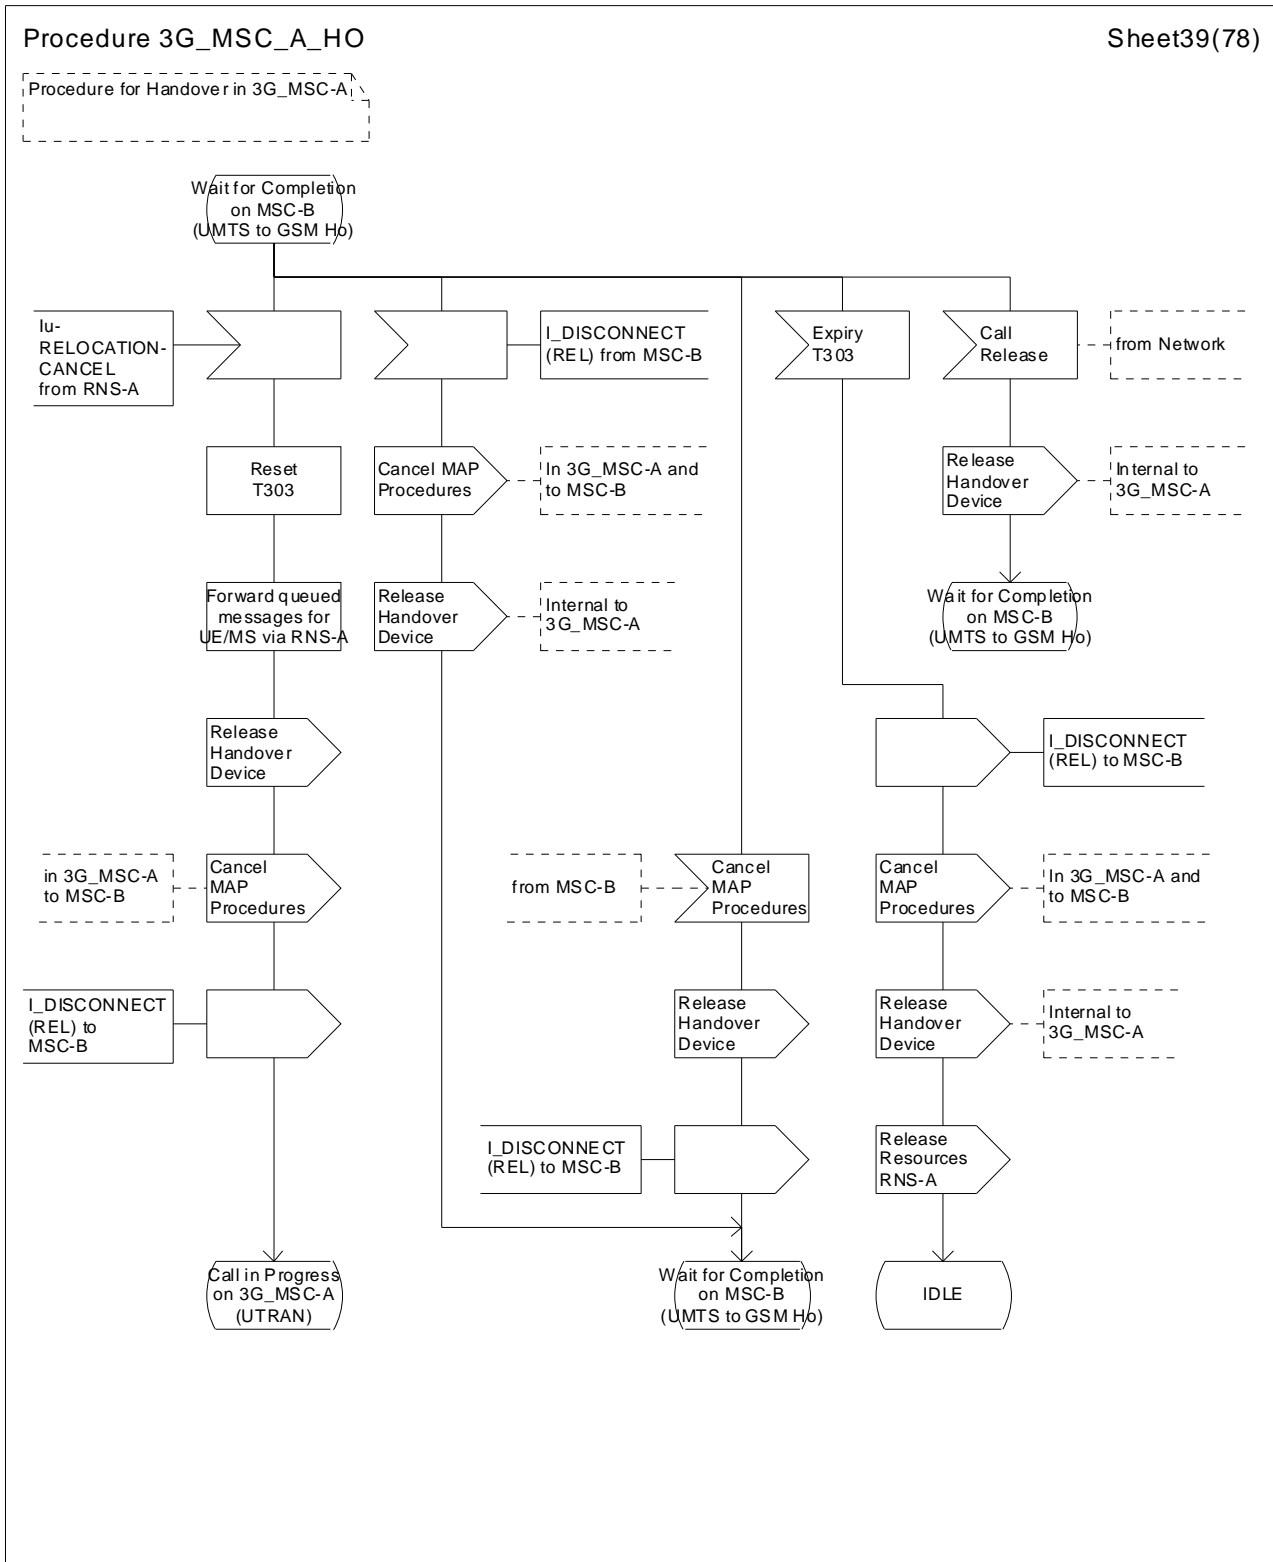 Procedure 3G_MSC_A_HO
Sheet39(78)
Procedure for Handover in 3G_MSC-A
Wait for Completion
on MSC-B
(UMTS to GSM Ho)
Iu-
RELOCATION-
CANCEL
from RNS-A
I_DISCONNECT
(REL) from MSC-B
Expiry
T303
Call
Release
from Network
Reset
T303
Cancel MAP
Procedures
In 3G_MSC-A and
to MSC-B
Release
Handover
Device
Internal to
3G_MSC-A
Forward queued
messages for
UE/MS via RNS-A
Release
Handover
Device
Internal to
3G_MSC-A
Wait for Completion
on MSC-B
(UMTS to GSM Ho)
Release
Handover
Device
I_DISCONNECT
(REL) to MSC-B
in 3G_MSC-A
to MSC-B
Cancel
MAP
Procedures
from MSC-B
Cancel
MAP
Procedures
Cancel
MAP
Procedures
In 3G_MSC-A and
to MSC-B
I_DISCONNECT
(REL) to
MSC-B
Release
Handover
Device
Release
Handover
Device
Internal to
3G_MSC-A
I_DISCONNECT
(REL) to MSC-B
Release
Resources
RNS-A
Call in Progress
on 3G_MSC-A
(UTRAN)
Wait for Completion
on MSC-B
(UMTS to GSM Ho)
IDLE